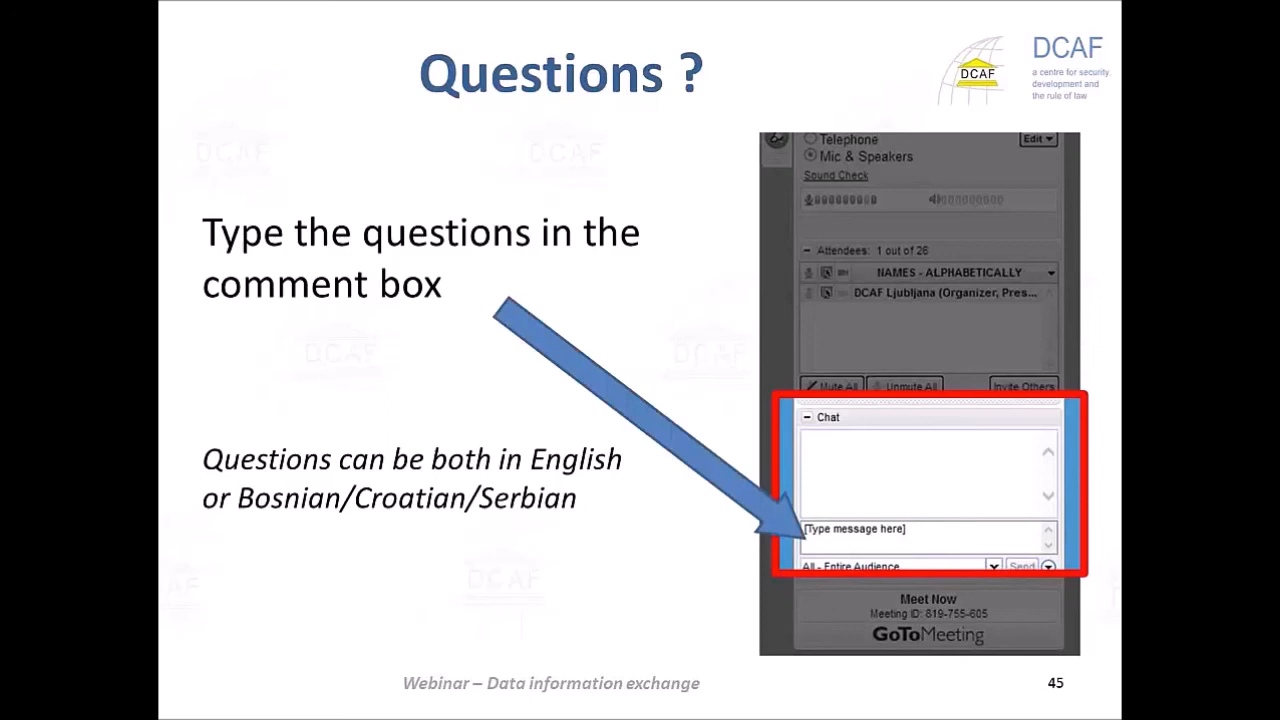 Questions ?
DCAF
DCAF
a centre for security,
development and
the rule of law
Type the questions in the
comment box
Questions can be both in English
or Bosnian/Croatian/Serbian
Telephone
Edit
Mic & Speakers
Sound Check
Attendees: 1 out of 26
NAMES - ALPHABETICALLY
DCAF Ljubljana (Organizer, Pres...
Mute All
Unmute All
Invite Others
Chat
[Type message here]
All - Entire Audience
Send
Meet Now
Meeting ID: 819-755-605
GoToMeeting
Webinar – Data information exchange
45